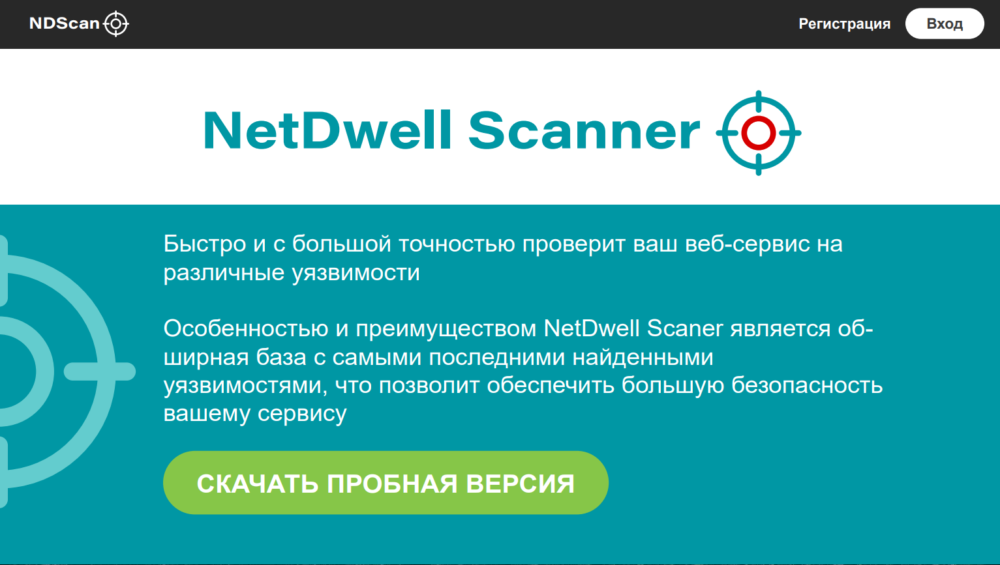 NDScan
Регистрация
Вход
NetDwell Scanner
Быстро и с большой точностью проверит ваш веб-сервис на
различные уязвимости
Особенностью и преимуществом NetDwell Scaner является об-
ширная база с самыми последними найденными
уязвимостями, что позволит обеспечить большую безопасность
вашему сервису
СКАЧАТЬ ПРОБНАЯ ВЕРСИЯ